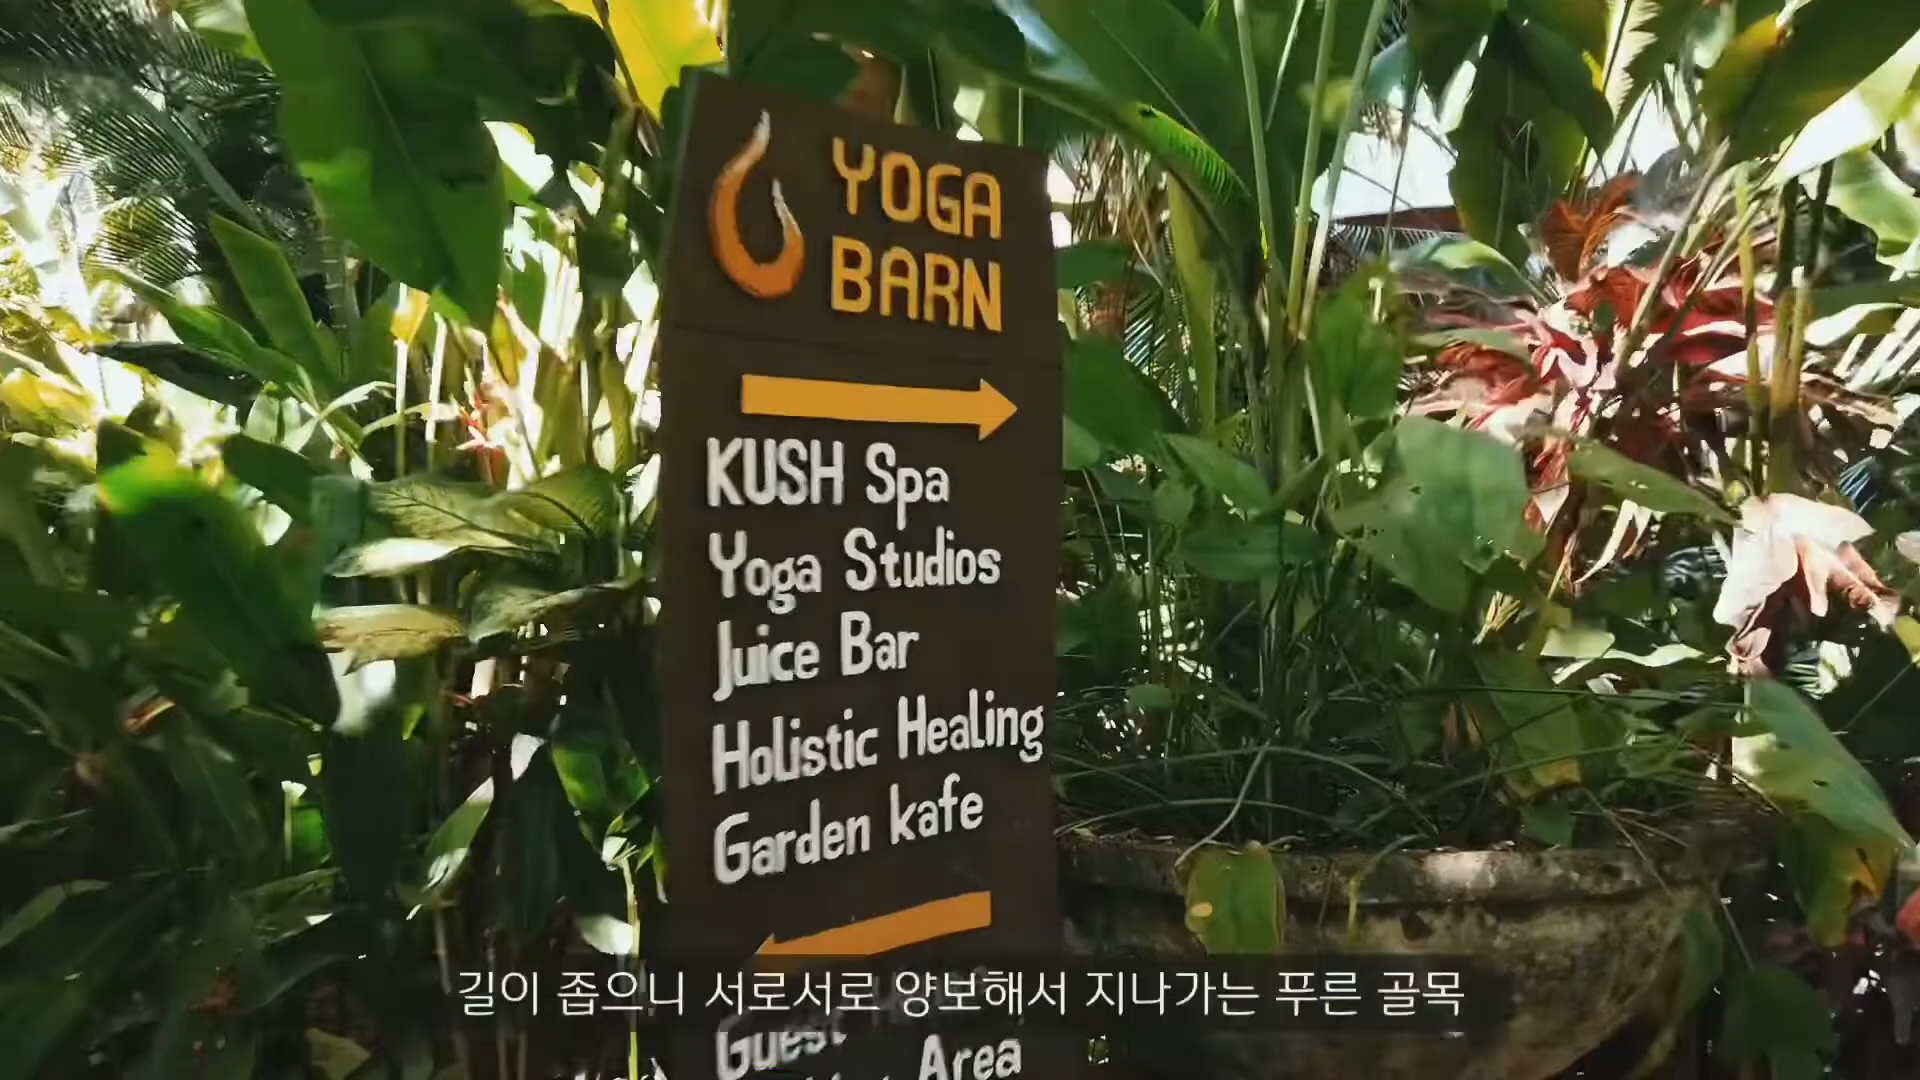 YOGA
BARN
KUSH Spa
Yoga Studios
Juice Bar
Holistic Healing
Garden kafe
길이 좁으니 서로서로 양보해서 지나가는 푸른 골목
Guest
Area